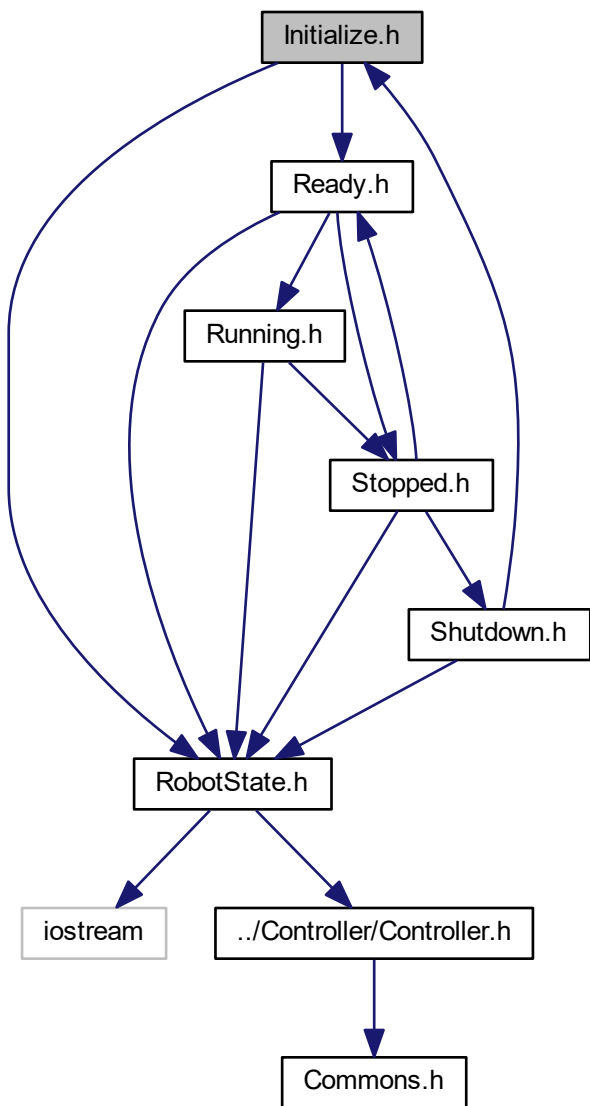 Initialize.h
Ready.h
Running.h
Stopped.h
Shutdown.h
RobotState.h
iostream
../Controller/Controller.h
Commons.h